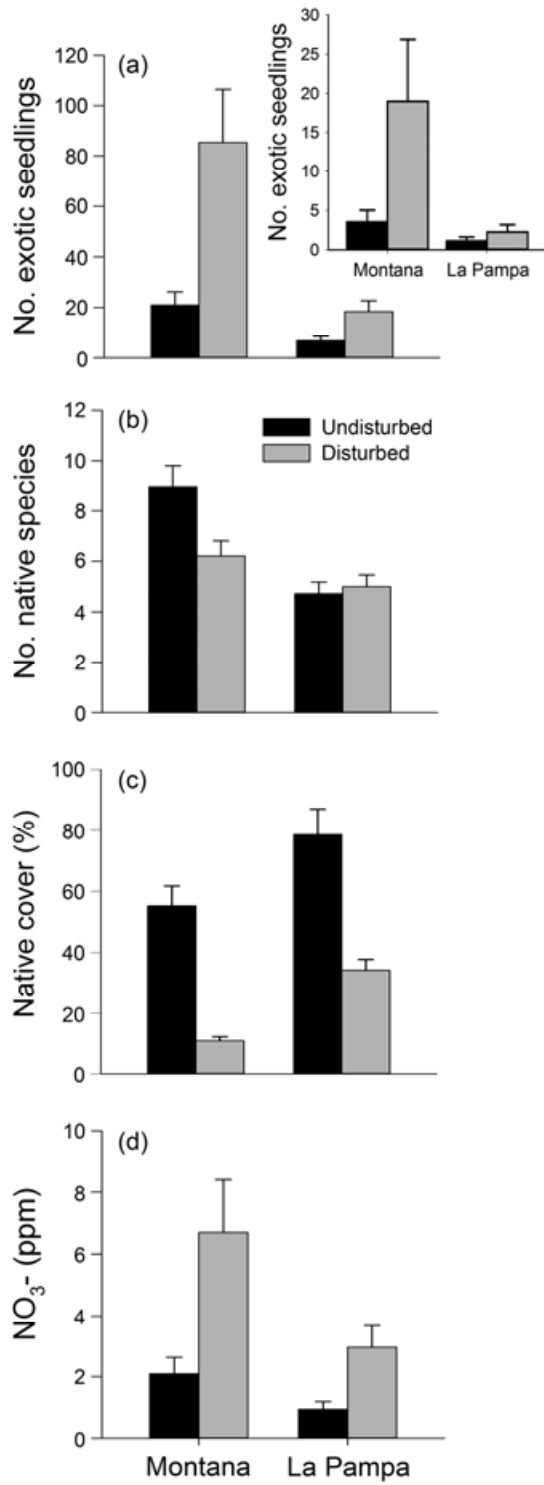 (a)
No. exotic seedlings
120
100
80
60
40
20
0
No. exotic seedlings
30
25
20
15
10
5
0
Montana La Pampa
(b)
No. native species
12
10
8
6
4
2
0
Undisturbed
Disturbed
(c)
Native cover (%)
100
80
60
40
20
0
(d)
NO₃- (ppm)
10
8
6
4
2
0
Montana La Pampa